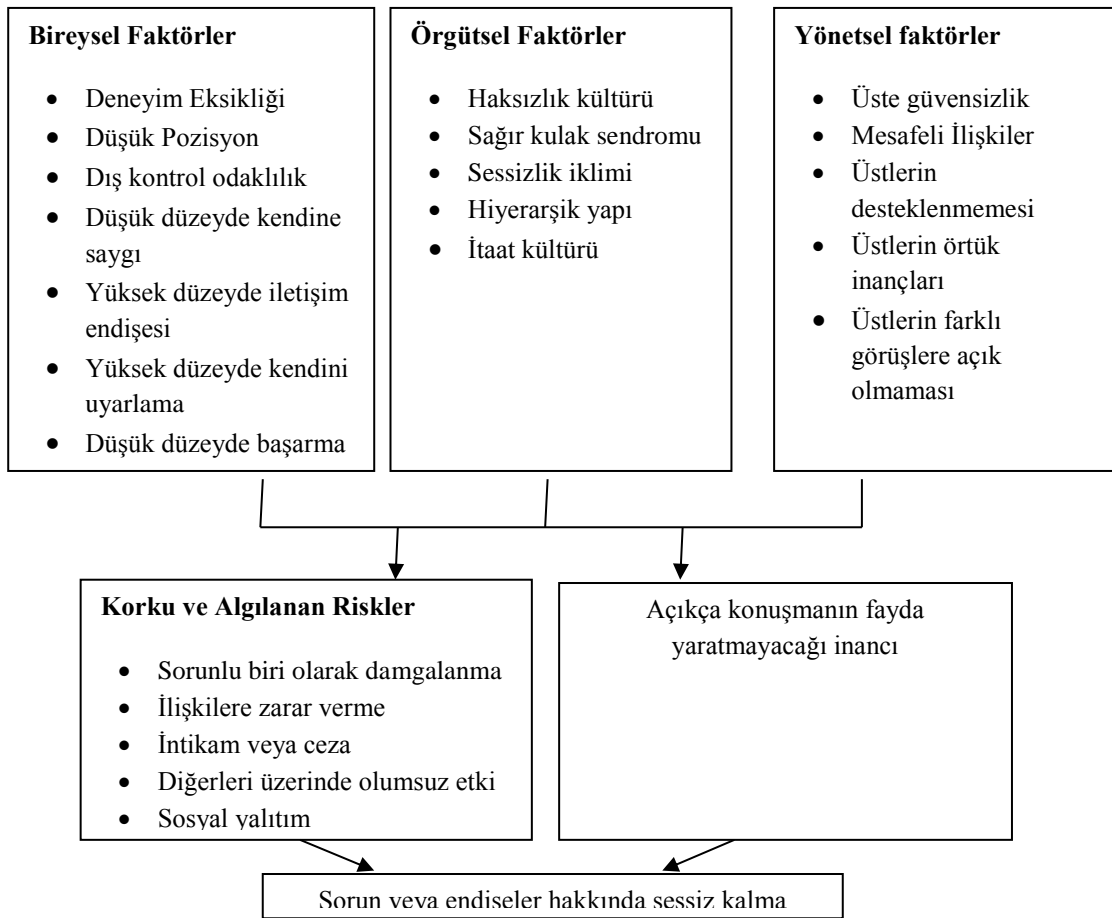 Bireysel Faktörler
Deneyim Eksikliği
Düşük Pozisyon
Dış kontrol odaklılık
Düşük düzeyde kendine
saygı
Yüksek düzeyde iletişim
endişesi
Yüksek düzeyde kendini
uyarlama
Düşük düzeyde başarma
Örgütsel Faktörler
Haksızlık kültürü
Sağır kulak sendromu
Sessizlik iklimi
Hiyerarşik yapı
İtaat kültürü
Yönetsel faktörler
Üste güvensizlik
Mesafeli İlişkiler
Üstlerin
desteklenmemesi
Üstlerin örtük
inançları
Üstlerin farklı
görüşlere açık
olmaması
Korku ve Algılanan Riskler
Sorunlu biri olarak damgalanma
İlişkilere zarar verme
İntikam veya ceza
Diğerleri üzerinde olumsuz etki
Sosyal yalıtım
Açıkça konuşmanın fayda
yaratmayacağı inancı
Sorun veya endişeler hakkında sessiz kalma